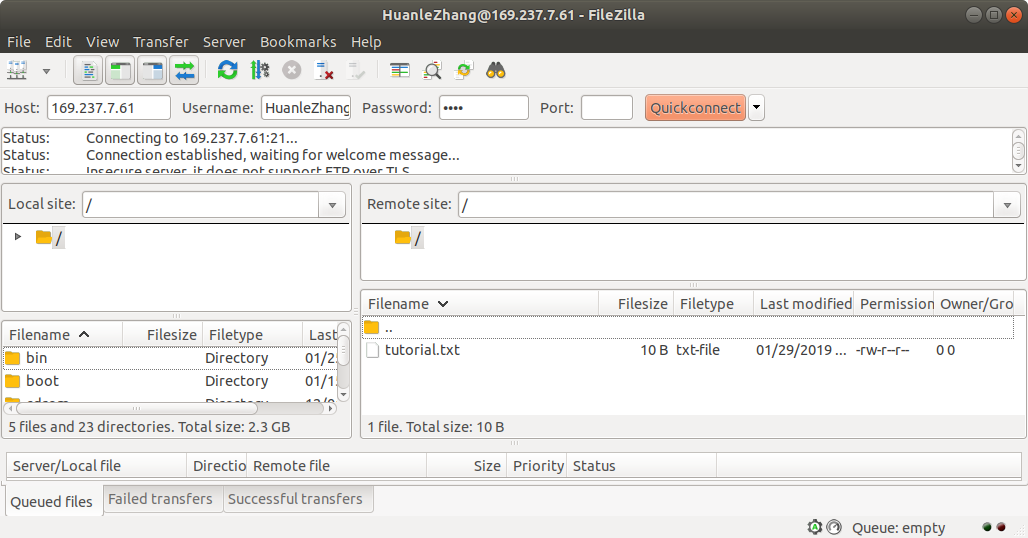 HuanleZhang@169.237.7.61 - FileZilla
File Edit View Transfer Server Bookmarks Help
Host: 169.237.7.61 Username: HuanleZhang Password: •••• Port: Quickconnect
Status: Connecting to 169.237.7.61:21...
Status: Connection established, waiting for welcome message...
Status: Insecure server, it does not support FTP over TLS.
Local site: /
Remote site: /
/
/
Filename Filesize Filetype Last
bin Directory 01/2
boot Directory 01/1
Directory
5 files and 23 directories. Total size: 2.3 GB
Filename Filesize Filetype Last modified Permission Owner/Gro
..
tutorial.txt 10 B txt-file 01/29/2019 ... -rw-r--r-- 0 0
1 file. Total size: 10 B
Server/Local file Directio Remote file Size Priority Status
Queued files Failed transfers Successful transfers
Queue: empty